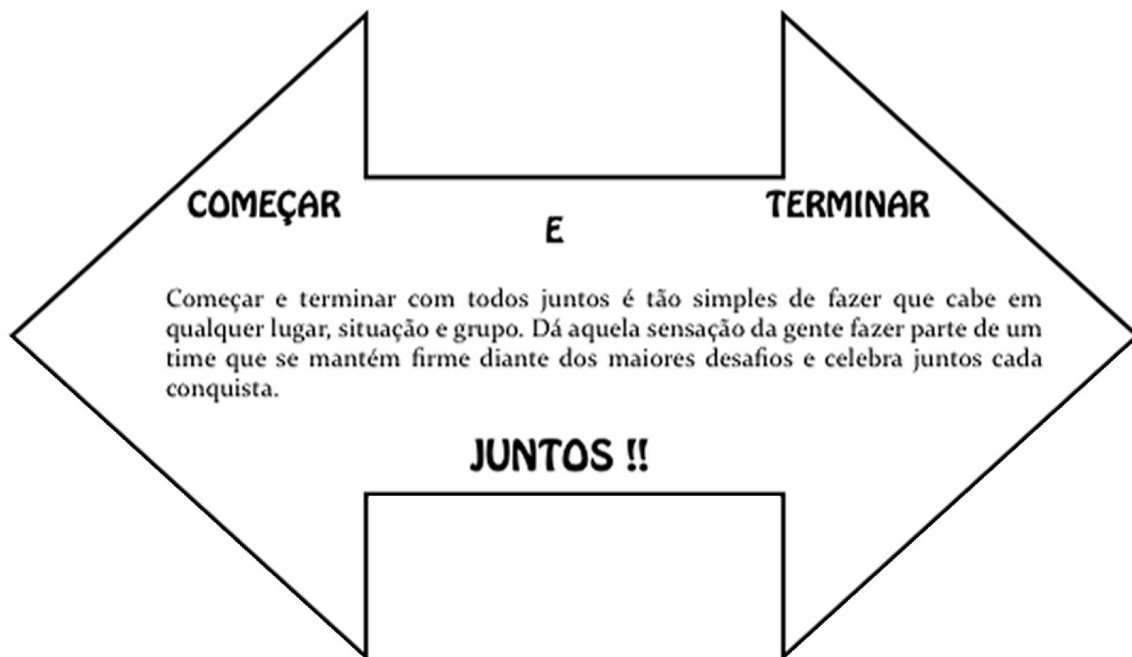 COMEÇAR
E
TERMINAR
Começar e terminar com todos juntos é tão simples de fazer que cabe em
qualquer lugar, situação e grupo. Dá aquela sensação da gente fazer parte de um
time que se mantém firme diante dos maiores desafios e celebra juntos cada
conquista.
JUNTOS !!